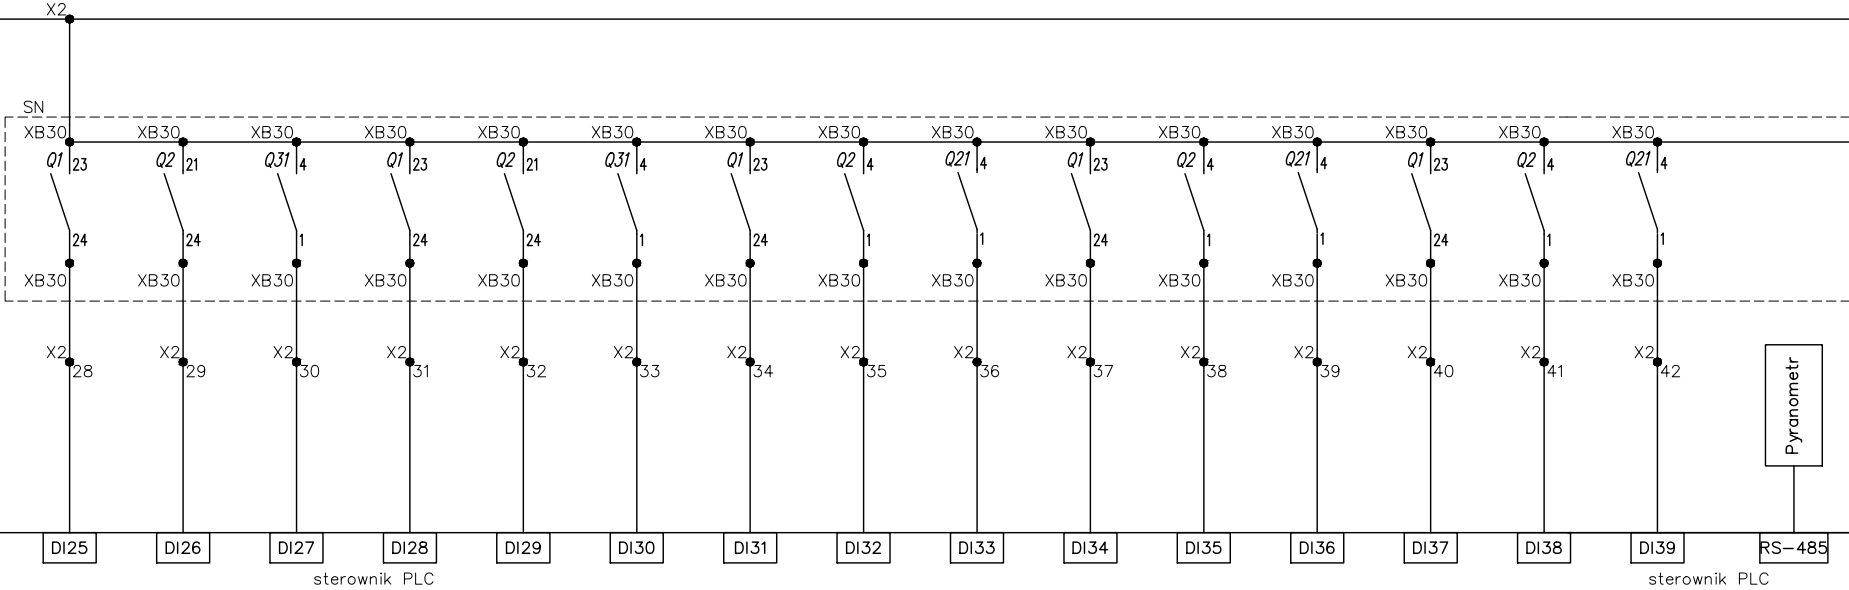 X2
SN
XB30 XB30 XB30 XB30 XB30 XB30 XB30 XB30 XB30 XB30 XB30 XB30 XB30 XB30 XB30
Q1 23 Q2 21 Q31 4 Q1 23 Q2 21 Q31 4 Q1 23 Q2 4 Q21 4 Q1 23 Q2 4 Q21 4 Q1 23 Q2 4 Q21 4
24 24 1 24 24 1 24 1 1 24 1 1 24 1 1
XB30 XB30 XB30 XB30 XB30 XB30 XB30 XB30 XB30 XB30 XB30 XB30 XB30 XB30 XB30
X2 X2 X2 X2 X2 X2 X2 X2 X2 X2 X2 X2 X2 X2 X2
28 29 30 31 32 33 34 35 36 37 38 39 40 41 42
Pyranometr
DI25 DI26 DI27 DI28 DI29 DI30 DI31 DI32 DI33 DI34 DI35 DI36 DI37 DI38 DI39 RS-485
sterownik PLC sterownik PLC